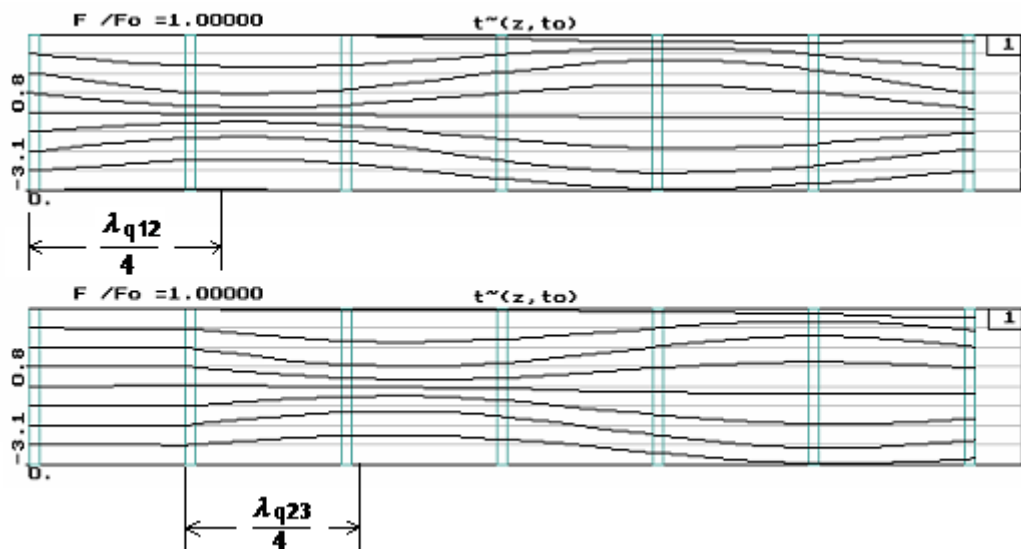 F /Fo =1.00000 t~(z,to)
1
0.8
-3.1
0.
λq12
4
F /Fo =1.00000 t~(z,to)
1
0.8
-3.1
0.
λq23
4